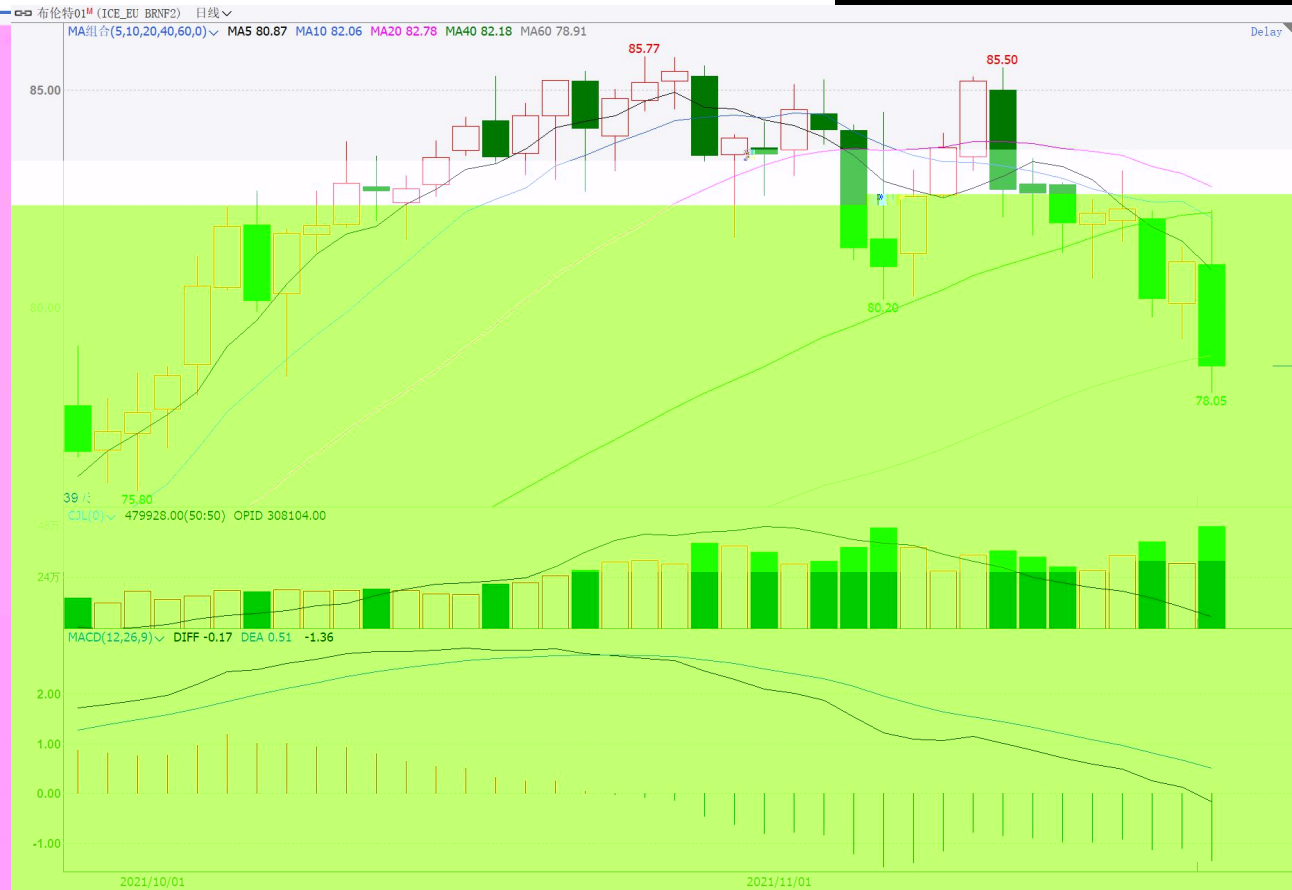 布伦特01M (ICE_EU BRNF2) 日线
MA组合(5,10,20,40,60,0) MA5 80.87 MA10 82.06 MA20 82.78 MA40 82.18 MA60 78.91
Delay
85.77
85.50
85.00
80.00
80.20
78.05
39
75.80
CJL(0) 479928.00(50:50) OPID 308104.00
24万
MACD(12,26,9) DIFF -0.17 DEA 0.51 -1.36
2.00
1.00
0.00
-1.00
2021/10/01
2021/11/01